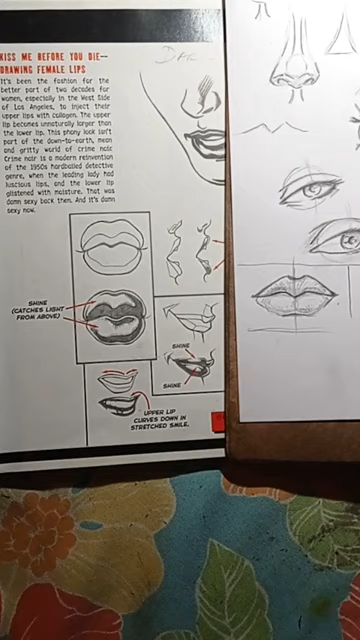 KISS ME BEFORE YOU DIE—
DRAWING FEMALE LIPS
It's been the fashion for the
better part of two decades for
women, especially in the West Side
of Los Angeles, to inject their
upper lips with collagen. The upper
lip becomes unnaturally larger than
the lower lip. This phony look isn't
part of the down-to-earth, mean
and gritty world of crime noir
Crime noir is a modern reinvention
of the 1950s hardboiled detective
genre, when the leading lady had
luscious lips, and the lower lip
glistened with moisture. That was
damn sexy back then. And it's damn
sexy now.
SHINE
(CATCHES LIGHT
FROM ABOVE)
SHINE
SHINE
UPPER LIP
CURVES DOWN IN
STRETCHED SMILE.